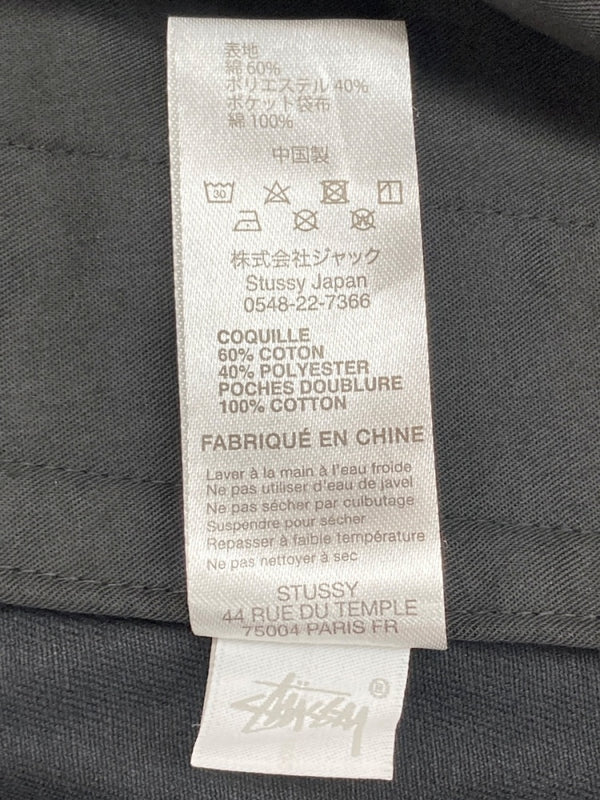 表地
綿 60%
ポリエステル 40%
ポケット袋布
綿 100%
中国製
30
1
W
株式会社ジャック
Stussy Japan
0548-22-7366
COQUILLE
60% COTON
40% POLYESTER
POCHES DOUBLURE
100% COTTON
FABRIQUÉ EN CHINE
Laver à la main à l'eau froide
Ne pas utiliser d'eau de javel
Ne pas sécher par culbutage
Suspendre pour sécher
Repasser à faible température
Ne pas nettoyer à sec
STUSSY
44 RUE DU TEMPLE
75004 PARIS FR
Stüssy ®